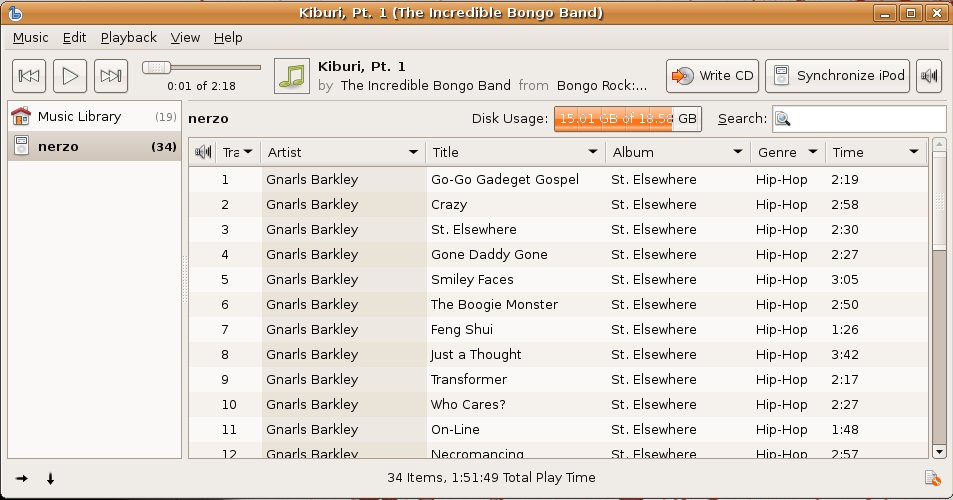 Kiburi, Pt. 1 (The Incredible Bongo Band)
Music Edit Playback View Help
Kiburi, Pt. 1
0:01 of 2:18 by The Incredible Bongo Band from Bongo Rock:... Write CD Synchronize iPod
Music Library (19)
nerzo (34)
nerzo Disk Usage: 15.01 GB of 18.58 GB Search:
Tra Artist Title Album Genre Time
1 Gnarls Barkley Go-Go Gadeget Gospel St. Elsewhere Hip-Hop 2:19
2 Gnarls Barkley Crazy St. Elsewhere Hip-Hop 2:58
3 Gnarls Barkley St. Elsewhere St. Elsewhere Hip-Hop 2:30
4 Gnarls Barkley Gone Daddy Gone St. Elsewhere Hip-Hop 2:27
5 Gnarls Barkley Smiley Faces St. Elsewhere Hip-Hop 3:05
6 Gnarls Barkley The Boogie Monster St. Elsewhere Hip-Hop 2:50
7 Gnarls Barkley Feng Shui St. Elsewhere Hip-Hop 1:26
8 Gnarls Barkley Just a Thought St. Elsewhere Hip-Hop 3:42
9 Gnarls Barkley Transformer St. Elsewhere Hip-Hop 2:17
10 Gnarls Barkley Who Cares? St. Elsewhere Hip-Hop 2:27
11 Gnarls Barkley On-Line St. Elsewhere Hip-Hop 1:48
12 Gnarls Barkley Necromancing St. Elsewhere Hip-Hop 2:57
34 Items, 1:51:49 Total Play Time